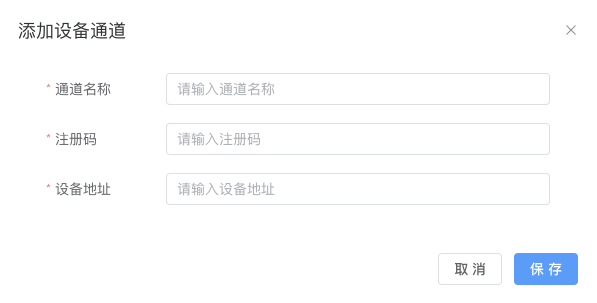 添加设备通道
* 通道名称
请输入通道名称
* 注册码
请输入注册码
* 设备地址
请输入设备地址
取消
保存